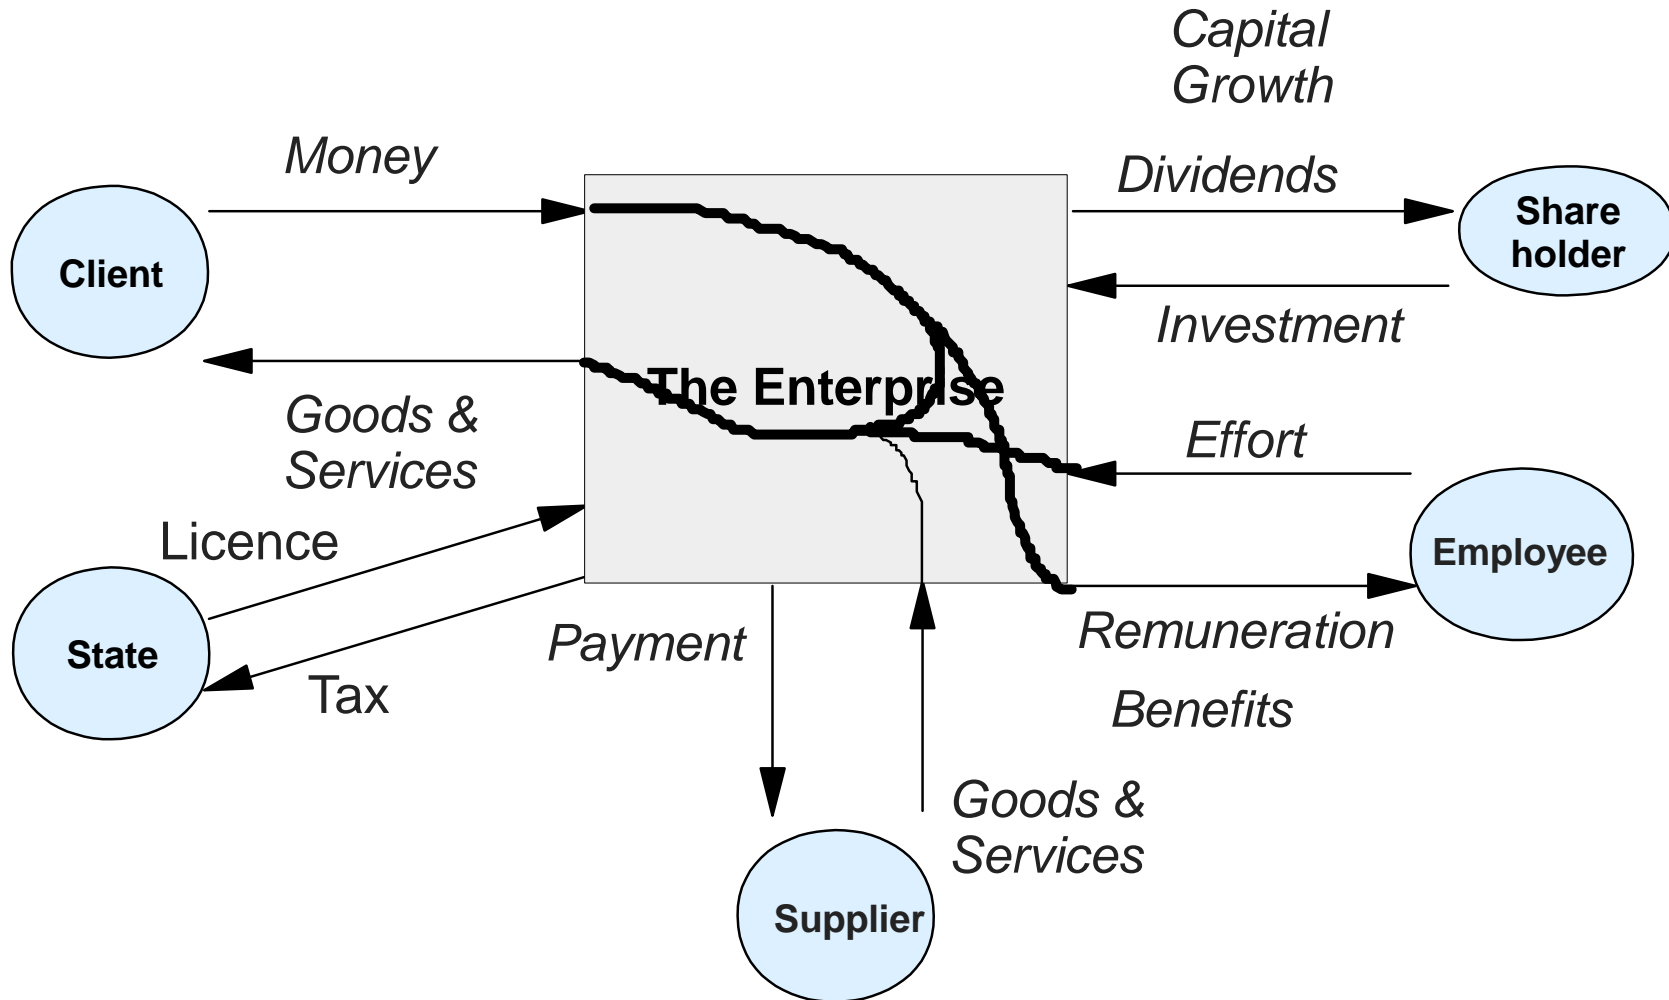 Capital
Growth
Money
Dividends
Client
Share
holder
Investment
The Enterprise
Goods &
Services
Effort
Licence
Employee
State
Payment
Remuneration
Tax
Benefits
Goods &
Services
Supplier